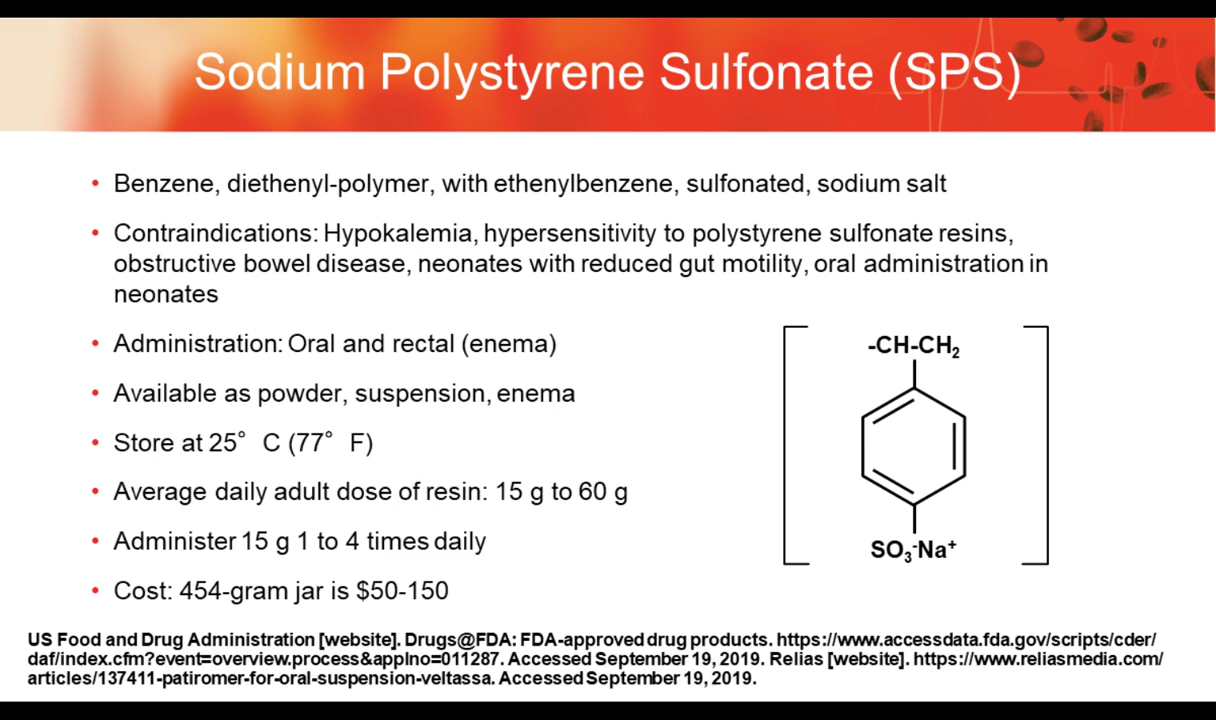 Sodium Polystyrene Sulfonate (SPS)
• Benzene, diethenyl-polymer, with ethenylbenzene, sulfonated, sodium salt
• Contraindications: Hypokalemia, hypersensitivity to polystyrene sulfonate resins,
obstructive bowel disease, neonates with reduced gut motility, oral administration in
neonates
• Administration: Oral and rectal (enema)
• Available as powder, suspension, enema
• Store at 25° C (77° F)
• Average daily adult dose of resin: 15 g to 60 g
• Administer 15 g 1 to 4 times daily
• Cost: 454-gram jar is $50-150
-CH-CH₂
SO₃⁻Na⁺
US Food and Drug Administration [website]. Drugs@FDA: FDA-approved drug products. https://www.accessdata.fda.gov/scripts/cder/
daf/index.cfm?event=overview.process&applno=011287. Accessed September 19, 2019. Relias [website]. https://www.reliasmedia.com/
articles/137411-patiromer-for-oral-suspension-veltassa. Accessed September 19, 2019.